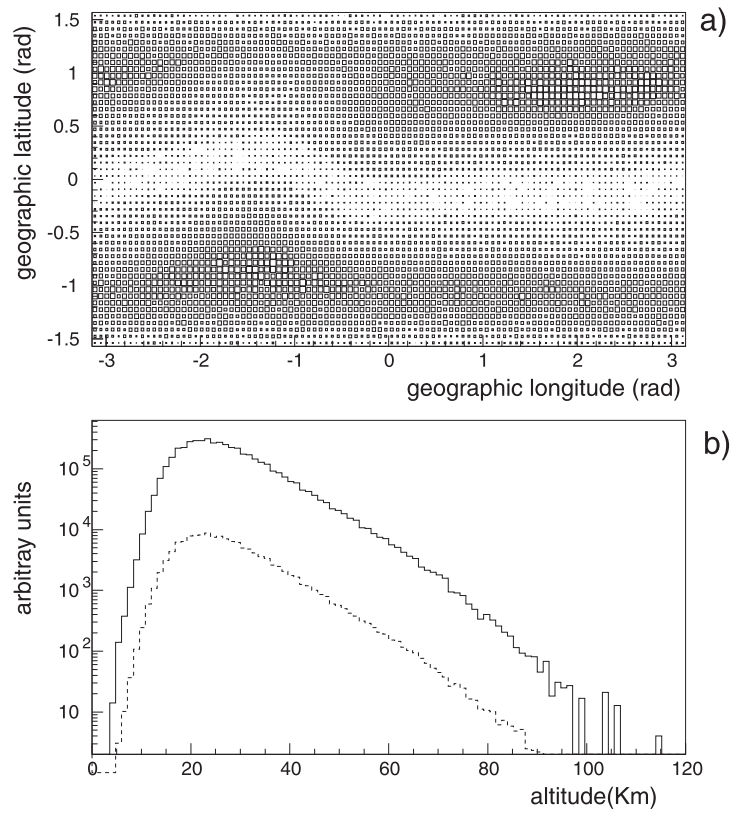 a)
geographic latitude (rad)
1.5
1
0.5
0
-0.5
-1
-1.5
-3 -2 -1 0 1 2 3
geographic longitude (rad)
b)
arbitray units
10^5
10^4
10^3
10^2
10
0 20 40 60 80 100 120
altitude(Km)